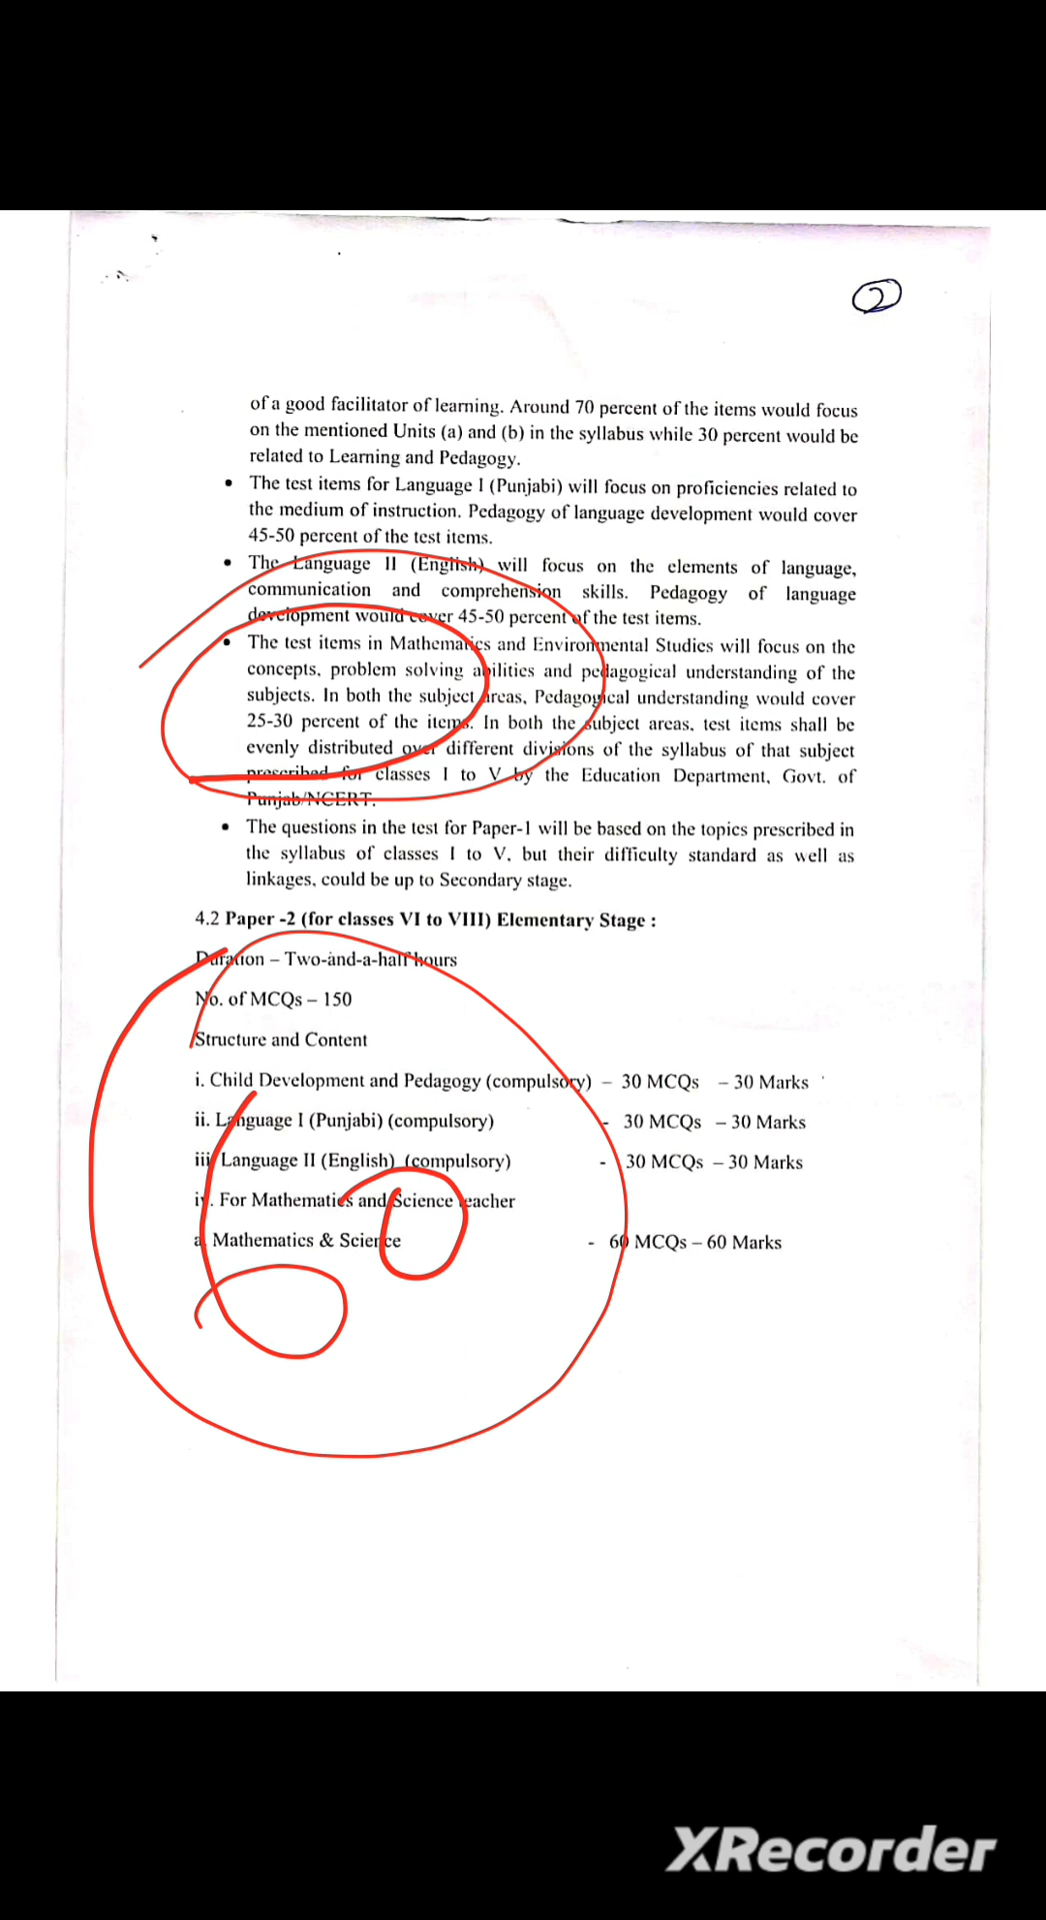 2
of a good facilitator of learning. Around 70 percent of the items would focus
on the mentioned Units (a) and (b) in the syllabus while 30 percent would be
related to Learning and Pedagogy.
• The test items for Language I (Punjabi) will focus on proficiencies related to
the medium of instruction. Pedagogy of language development would cover
45-50 percent of the test items.
• The Language II (English) will focus on the elements of language,
communication and comprehension skills. Pedagogy of language
development would cover 45-50 percent of the test items.
• The test items in Mathematics and Environmental Studies will focus on the
concepts, problem solving abilities and pedagogical understanding of the
subjects. In both the subject areas, Pedagogical understanding would cover
25-30 percent of the items. In both the subject areas, test items shall be
evenly distributed over different divisions of the syllabus of that subject
prescribed for classes I to V by the Education Department, Govt. of
Punjab/NCERT.
• The questions in the test for Paper-1 will be based on the topics prescribed in
the syllabus of classes I to V, but their difficulty standard as well as
linkages, could be up to Secondary stage.
4.2 Paper -2 (for classes VI to VIII) Elementary Stage :
Duration – Two-and-a-half hours
No. of MCQs – 150
Structure and Content
i. Child Development and Pedagogy (compulsory) – 30 MCQs – 30 Marks
ii. Language I (Punjabi) (compulsory) - 30 MCQs – 30 Marks
iii. Language II (English) (compulsory) - 30 MCQs – 30 Marks
iv. For Mathematics and Science teacher
a. Mathematics & Science - 60 MCQs – 60 Marks
XRecorder